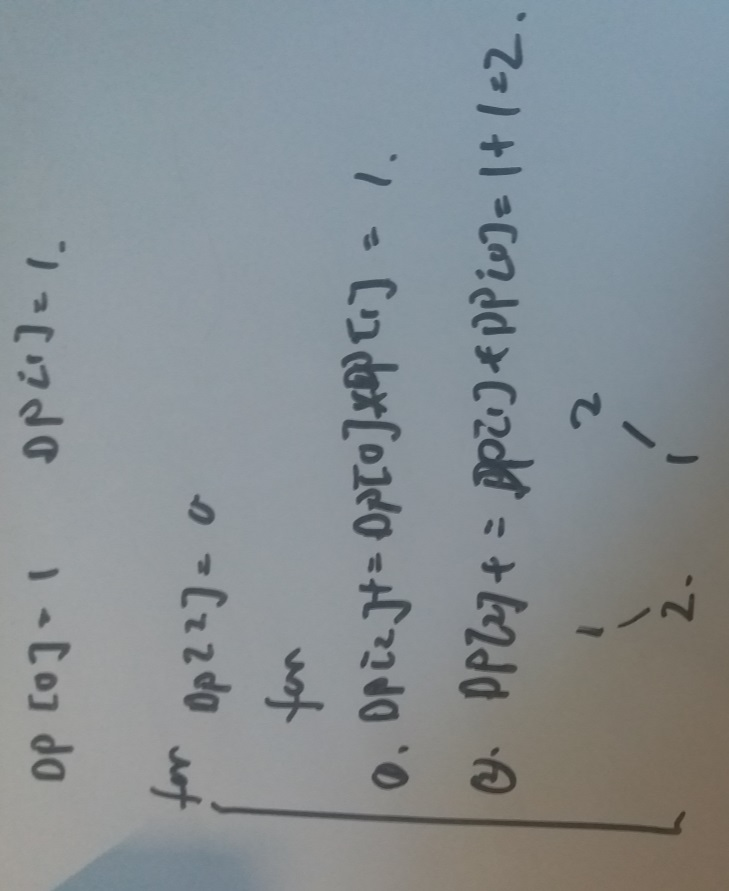 DP[0]=1 DP[1]=1.
for DP[2]=0
for
①. DP[2]+=DP[0]*DP[1] = 1.
②. DP[2]+=DP[1]*DP[0]=1+1=2.
1 2
\ /
2. 1